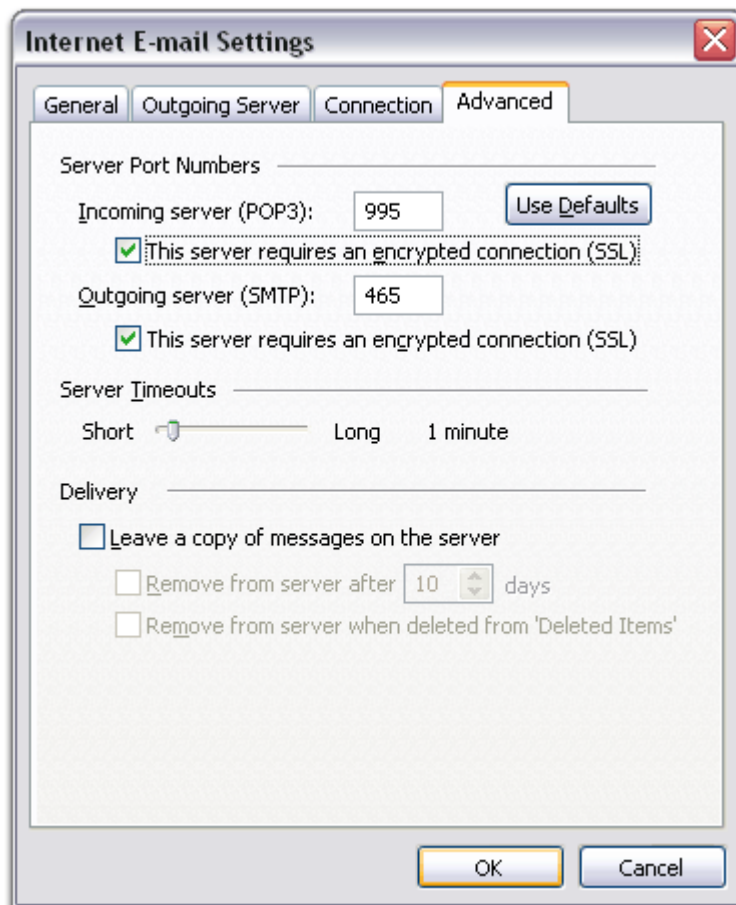 Internet E-mail Settings
General Outgoing Server Connection Advanced
Server Port Numbers
Incoming server (POP3): 995 Use Defaults
This server requires an encrypted connection (SSL)
Outgoing server (SMTP): 465
This server requires an encrypted connection (SSL)
Server Timeouts
Short Long 1 minute
Delivery
Leave a copy of messages on the server
Remove from server after 10 days
Remove from server when deleted from 'Deleted Items'
OK Cancel